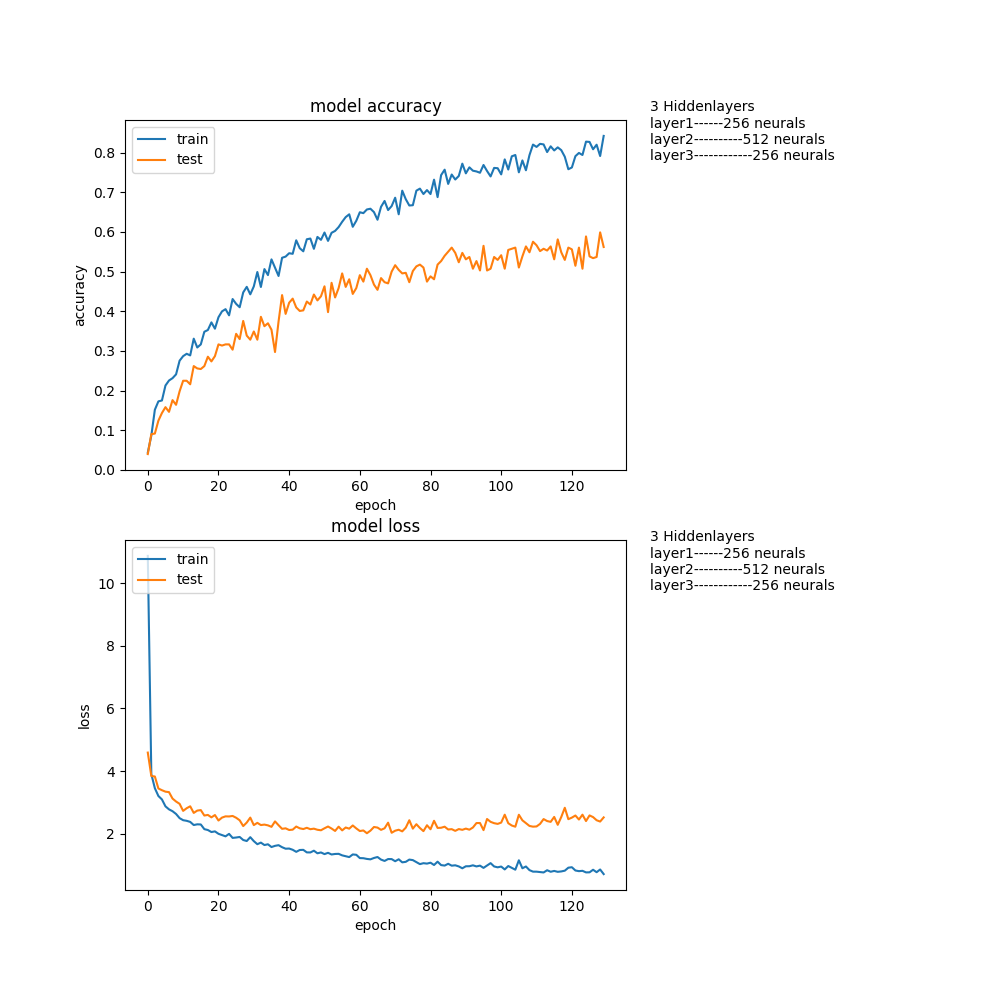 model accuracy
3 Hiddenlayers
layer1------256 neurals
layer2----------512 neurals
layer3------------256 neurals
train
test
0.8
0.7
0.6
0.5
0.4
0.3
0.2
0.1
0.0
accuracy
0 20 40 60 80 100 120
epoch
model loss
3 Hiddenlayers
layer1------256 neurals
layer2----------512 neurals
layer3------------256 neurals
train
test
10
8
6
4
2
loss
0 20 40 60 80 100 120
epoch